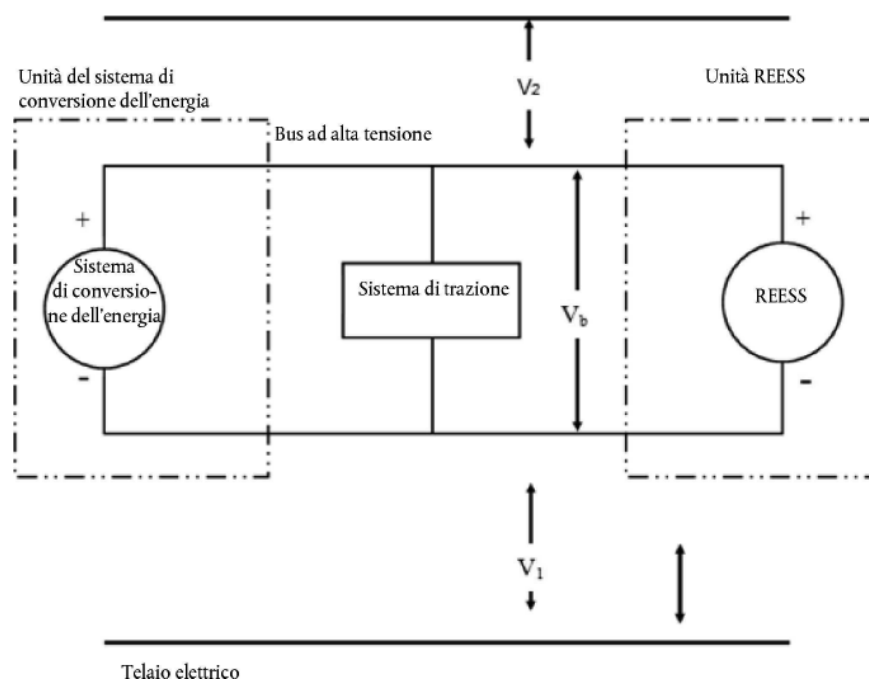 V2
Unità del sistema di
conversione dell'energia
Unità REESS
Bus ad alta tensione
+
+
Sistema
di conversio-
ne dell'energia
Sistema di trazione
Vb
REESS
-
-
V1
Telaio elettrico